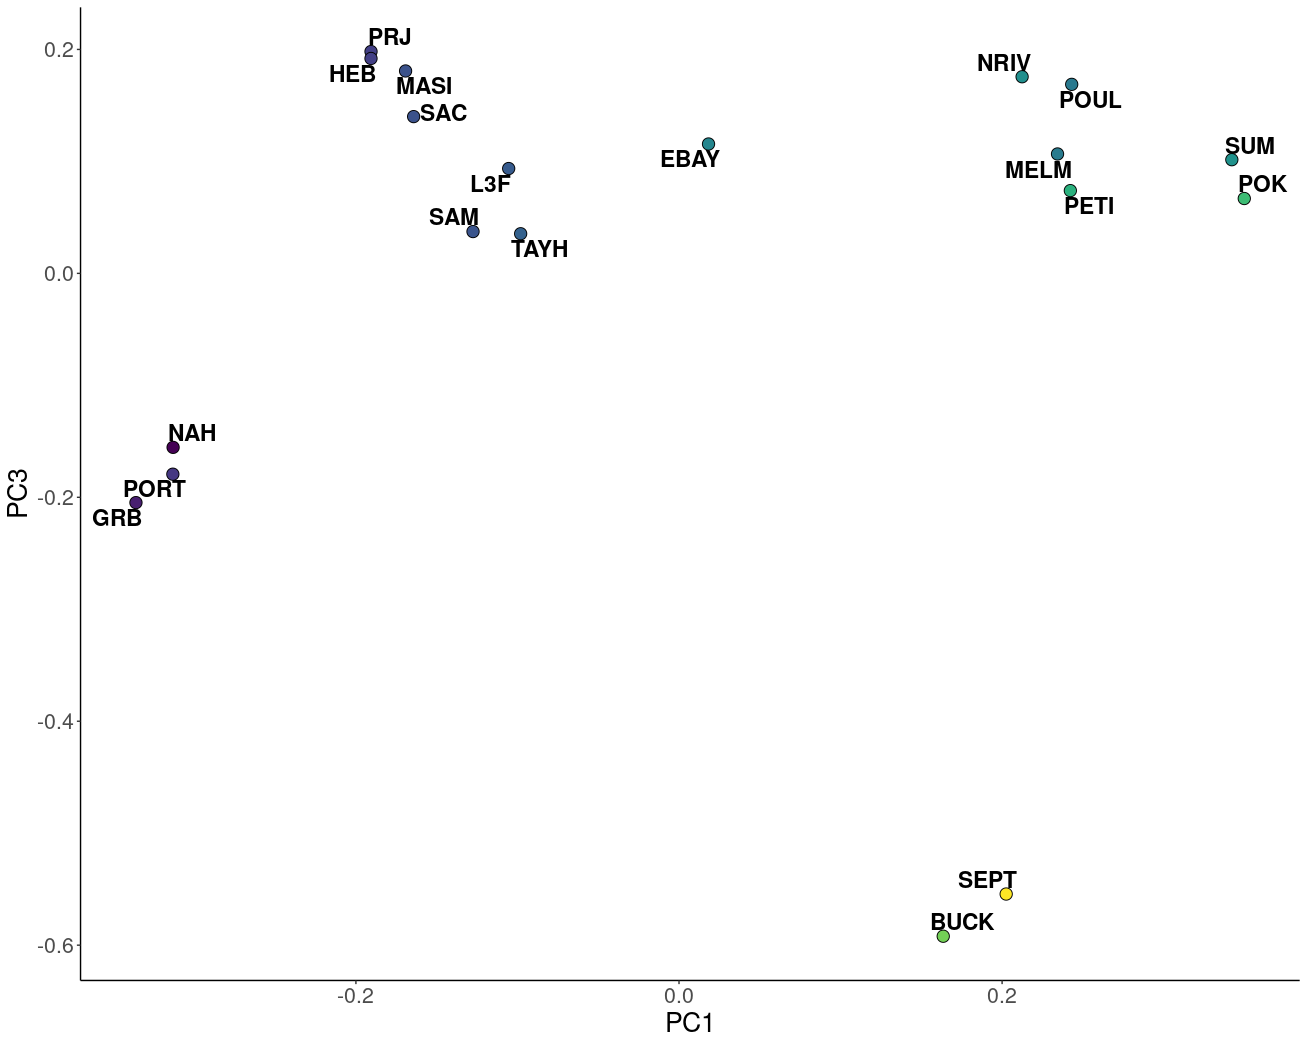 PRJ
0.2
NRIV
HEB
MASI
POUL
SAC
SUM
EBAY
MELM
L3F
POK
PETI
SAM
TAYH
0.0
NAH
PORT
-0.2
PC3
GRB
-0.4
SEPT
BUCK
-0.6
-0.2 0.0 0.2
PC1